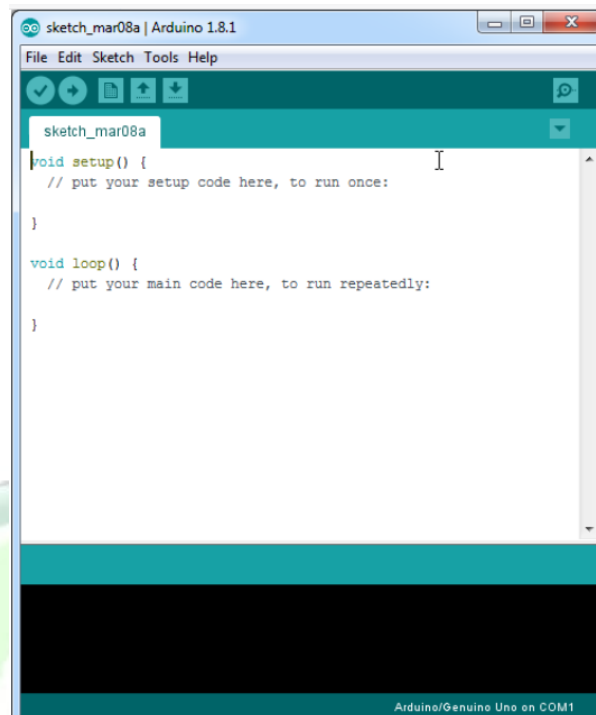 sketch_mar08a | Arduino 1.8.1
File Edit Sketch Tools Help
sketch_mar08a
void setup() {
  // put your setup code here, to run once:
}
void loop() {
  // put your main code here, to run repeatedly:
}
Arduino/Genuino Uno on COM1